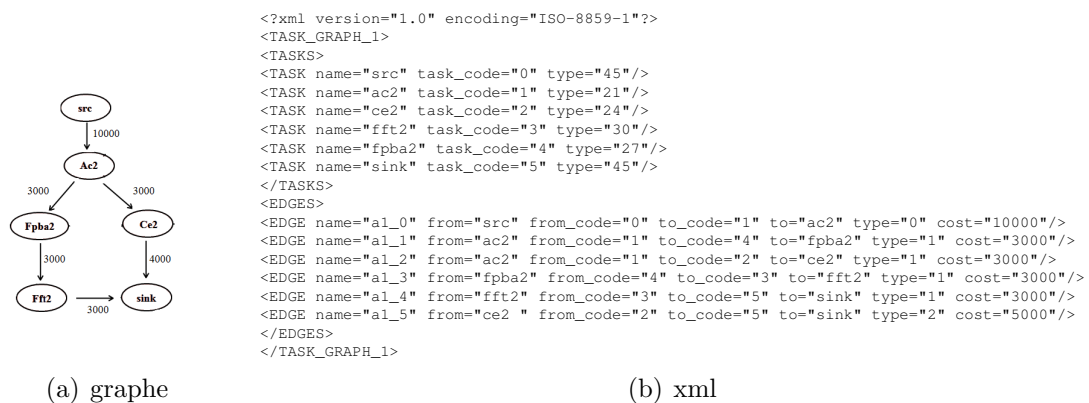 src
10000
Ac2
3000 3000
Fpba2 Ce2
3000 4000
Fft2 sink
3000
(a) graphe
<?xml version="1.0" encoding="ISO-8859-1"?>
<TASK_GRAPH_1>
<TASKS>
<TASK name="src" task_code="0" type="45"/>
<TASK name="ac2" task_code="1" type="21"/>
<TASK name="ce2" task_code="2" type="24"/>
<TASK name="fft2" task_code="3" type="30"/>
<TASK name="fpba2" task_code="4" type="27"/>
<TASK name="sink" task_code="5" type="45"/>
</TASKS>
<EDGES>
<EDGE name="a1_0" from="src" from_code="0" to_code="1" to="ac2" type="0" cost="10000"/>
<EDGE name="a1_1" from="ac2" from_code="1" to_code="4" to="fpba2" type="1" cost="3000"/>
<EDGE name="a1_2" from="ac2" from_code="1" to_code="2" to="ce2" type="1" cost="3000"/>
<EDGE name="a1_3" from="fpba2" from_code="4" to_code="3" to="fft2" type="1" cost="3000"/>
<EDGE name="a1_4" from="fft2" from_code="3" to_code="5" to="sink" type="1" cost="3000"/>
<EDGE name="a1_5" from="ce2 " from_code="2" to_code="5" to="sink" type="2" cost="5000"/>
</EDGES>
</TASK_GRAPH_1>
(b) xml